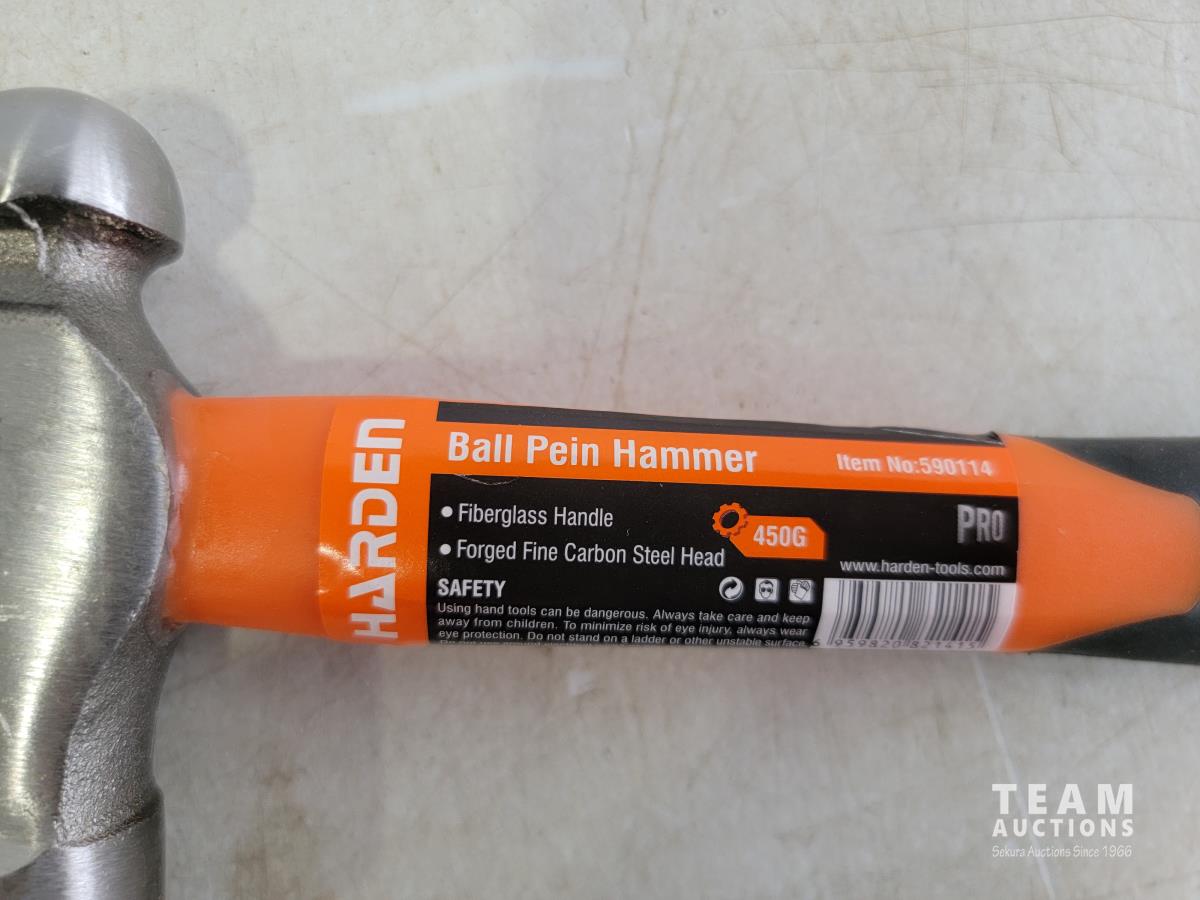 HARDEN
Ball Pein Hammer
Item No:590114
• Fiberglass Handle
• Forged Fine Carbon Steel Head
450G
PRO
www.harden-tools.com
SAFETY
Using hand tools can be dangerous. Always take care and keep
away from children. To minimize risk of eye injury, always wear
eye protection. Do not stand on a ladder or other unstable surface.
TEAM
AUCTIONS
Sekura Auctions Since 1966